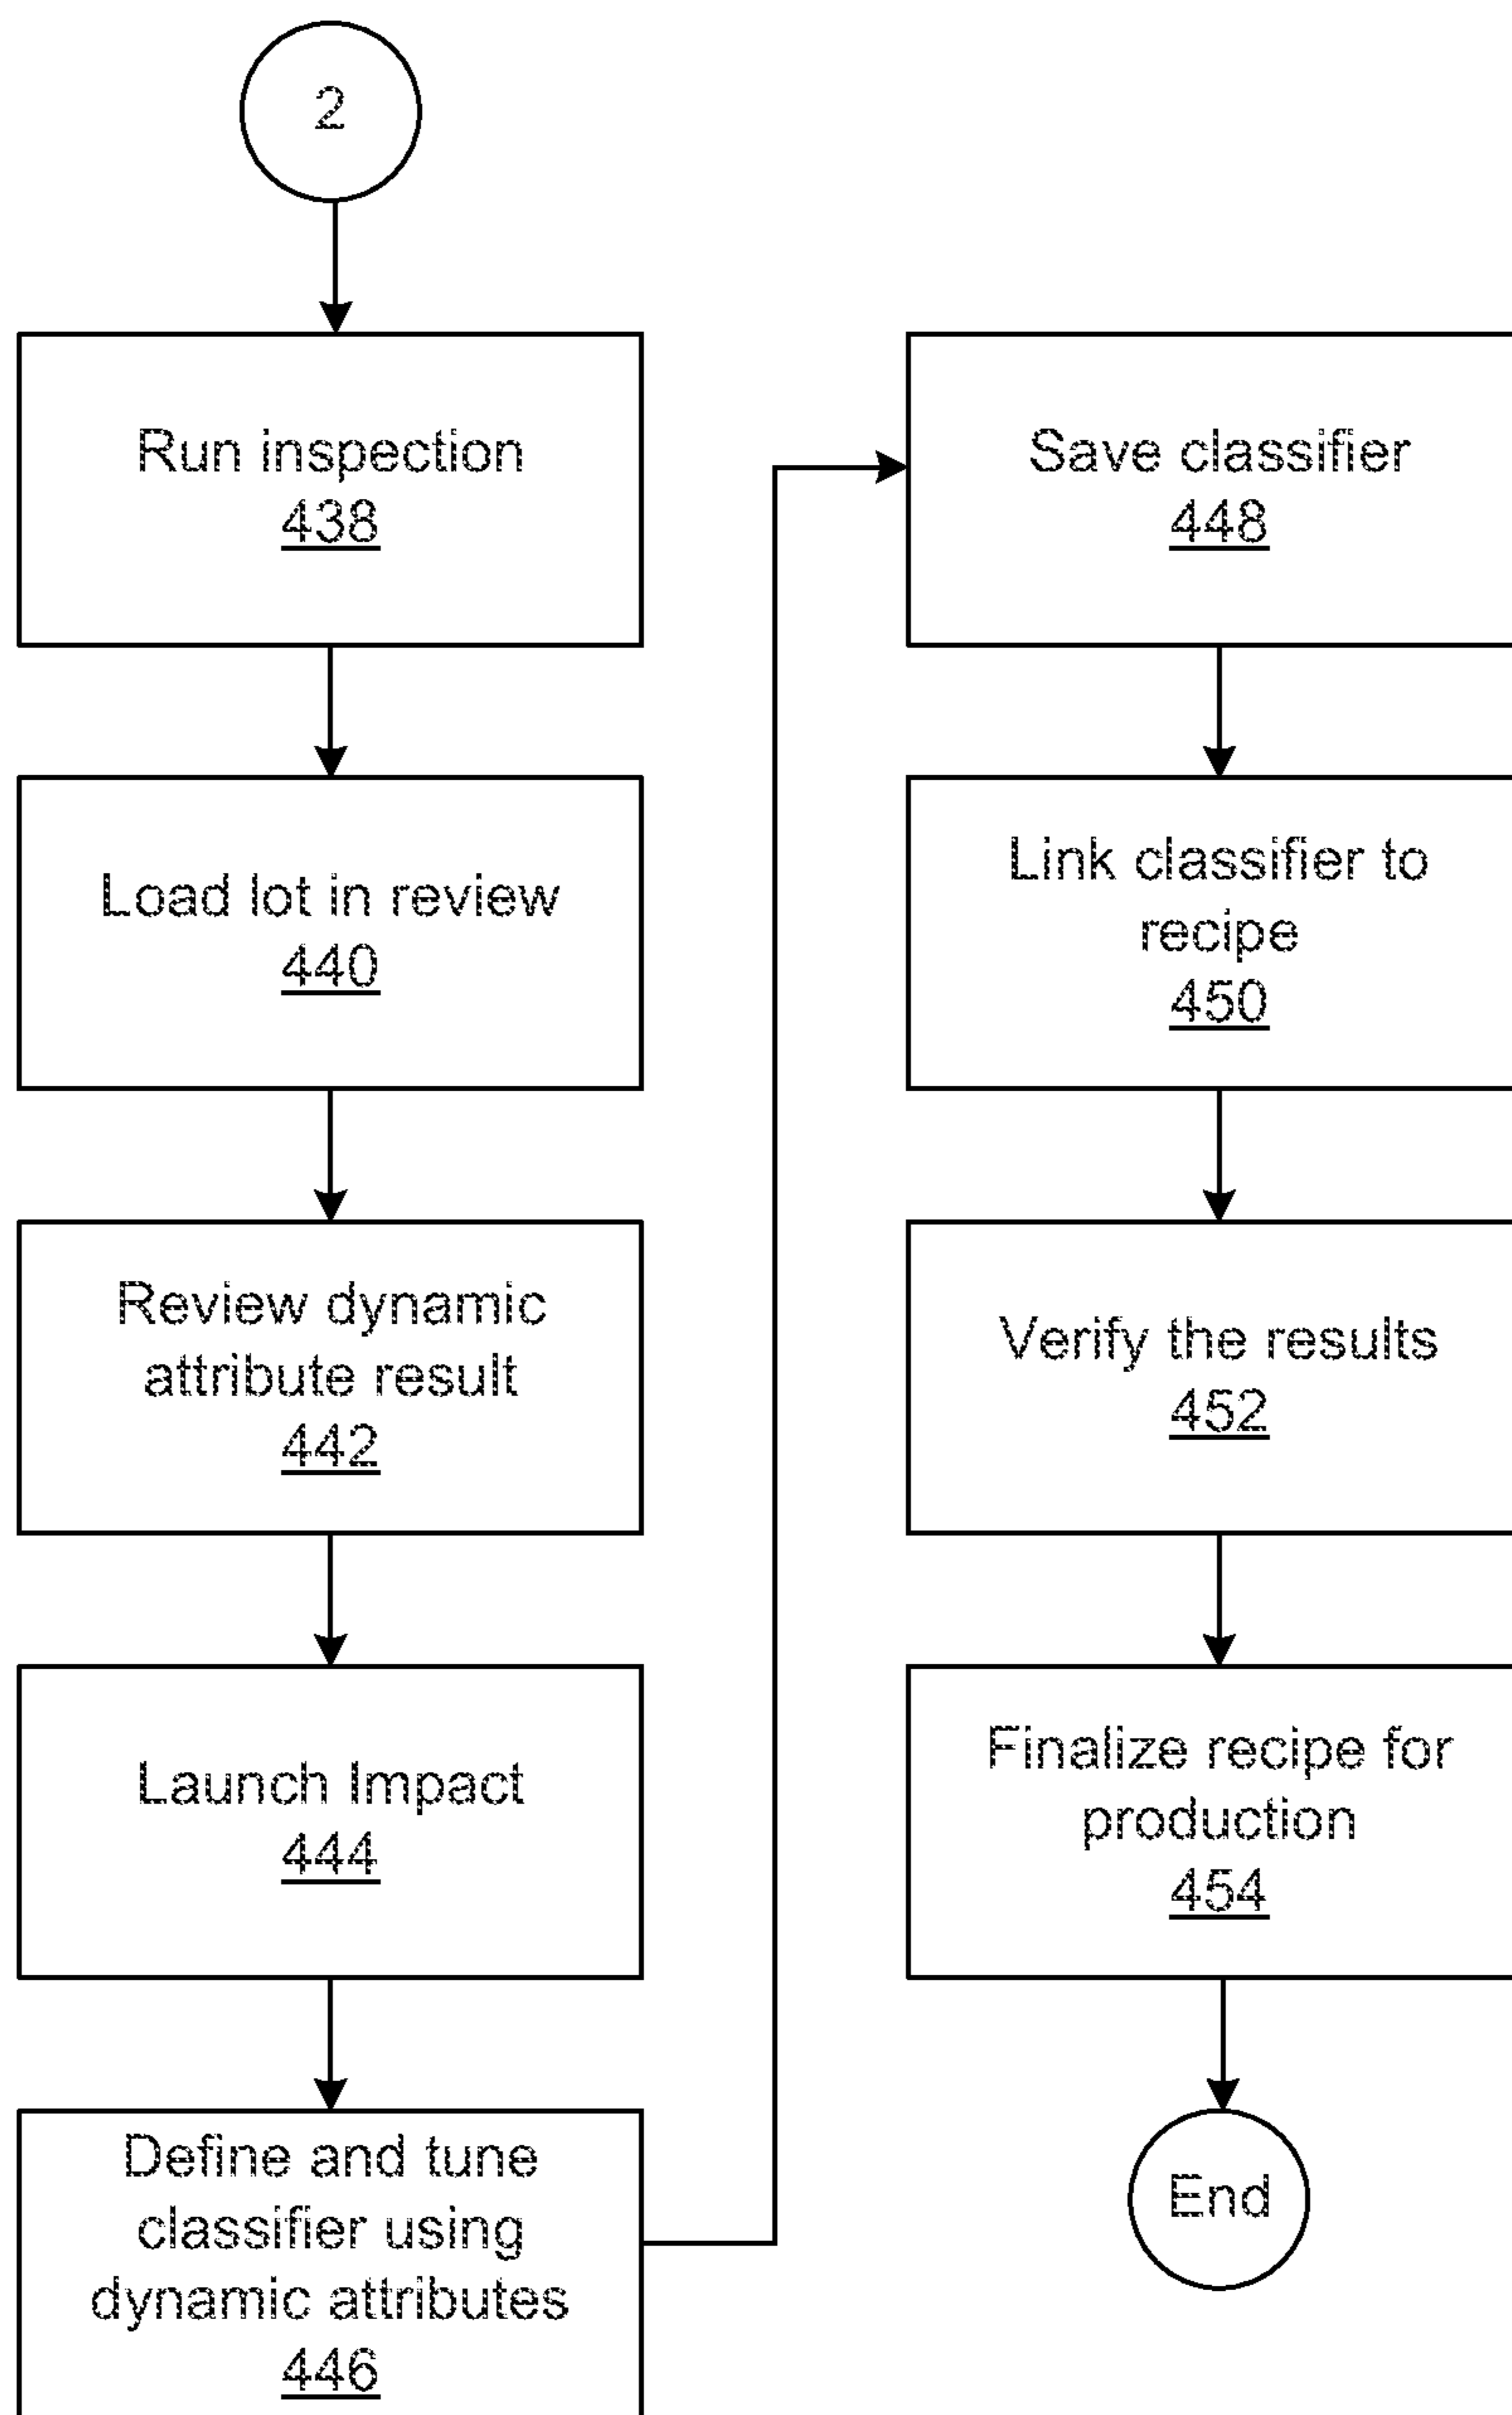 2
Run inspection
438
Load lot in review
440
Review dynamic
attribute result
442
Launch Impact
444
Define and tune
classifier using
dynamic attributes
446
Save classifier
448
Link classifier to
recipe
450
Verify the results
452
Finalize recipe for
production
454
End